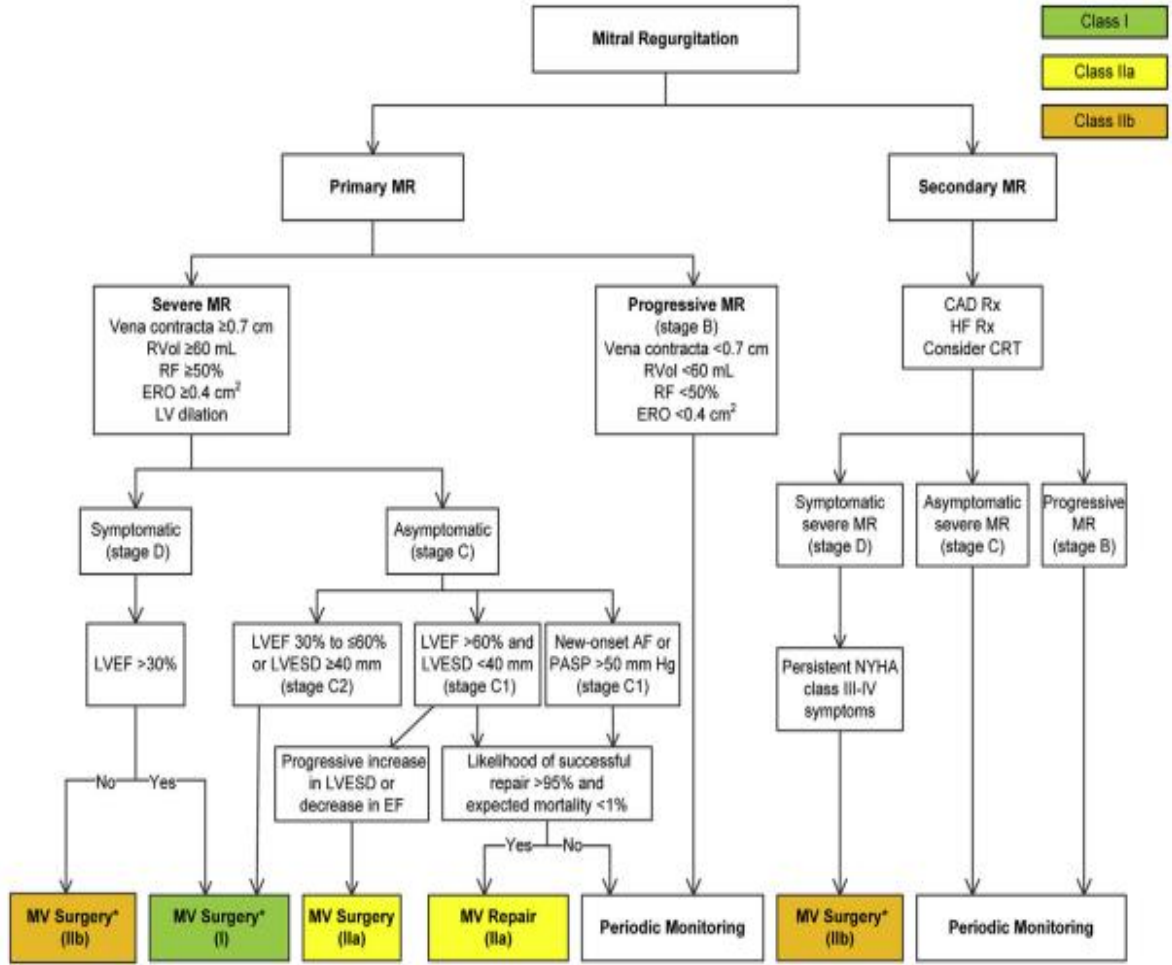 Mitral Regurgitation
Class I
Class IIa
Class IIb
Primary MR
Secondary MR
Severe MR
Vena contracta ≥0.7 cm
RVol ≥60 mL
RF ≥50%
ERO ≥0.4 cm²
LV dilation
Progressive MR
(stage B)
Vena contracta <0.7 cm
RVol <60 mL
RF <50%
ERO <0.4 cm²
CAD Rx
HF Rx
Consider CRT
Symptomatic
(stage D)
Asymptomatic
(stage C)
Symptomatic
severe MR
(stage D)
Asymptomatic
severe MR
(stage C)
Progressive
MR
(stage B)
LVEF >30%
LVEF 30% to ≤60%
or LVESD ≥40 mm
(stage C2)
LVEF >60% and
LVESD <40 mm
(stage C1)
New-onset AF or
PASP >50 mm Hg
(stage C1)
Persistent NYHA
class III-IV
symptoms
Progressive increase
in LVESD or
decrease in EF
Likelihood of successful
repair >95% and
expected mortality <1%
No
Yes
Yes
No
MV Surgery*
(IIb)
MV Surgery*
(I)
MV Surgery
(IIa)
MV Repair
(IIa)
Periodic Monitoring
MV Surgery*
(IIb)
Periodic Monitoring